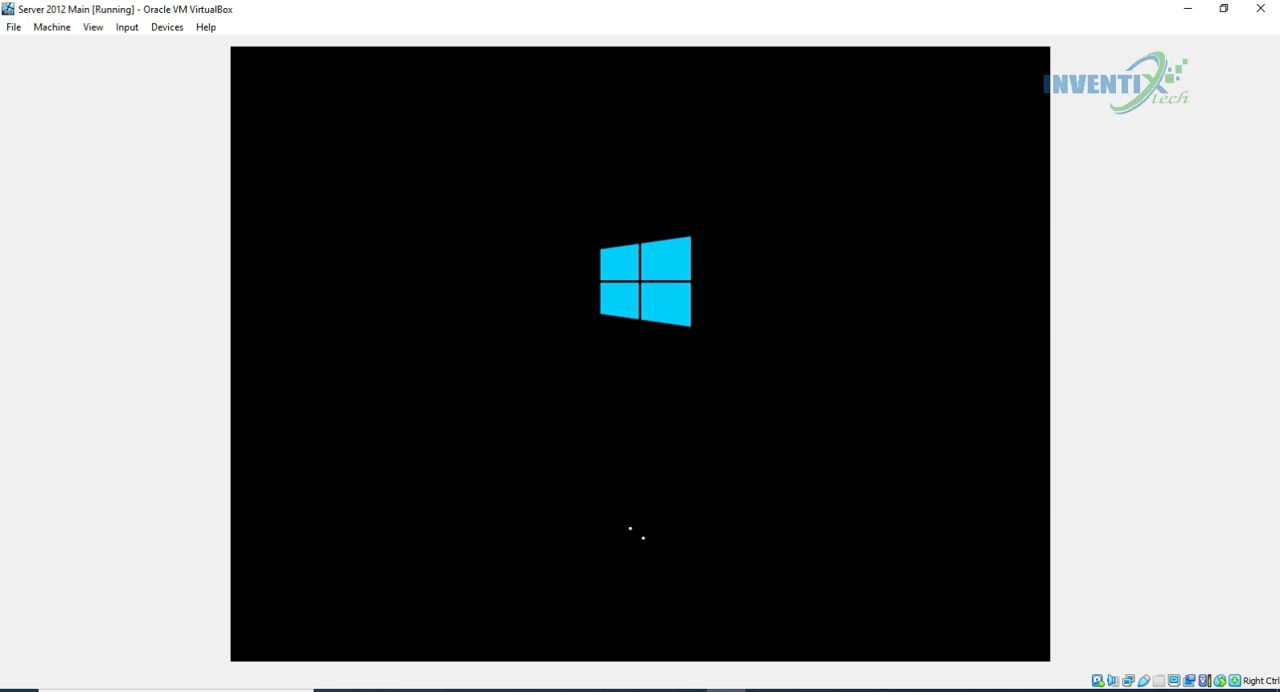 Server 2012 Main [Running] - Oracle VM VirtualBox
File Machine View Input Devices Help
INVENTIX
tech
Right Ctrl